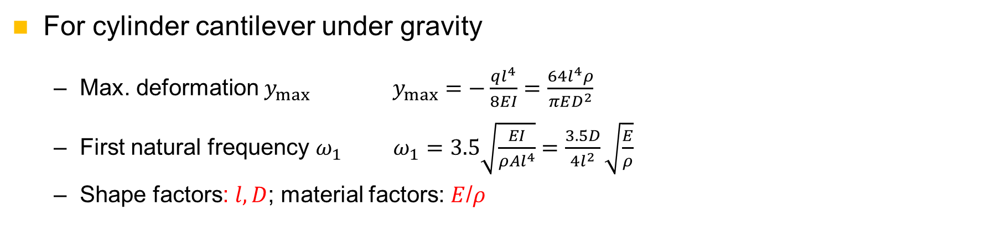 For cylinder cantilever under gravity
– Max. deformation y_max y_max = −ql⁴/8EI = 64l⁴ρ/πED²
– First natural frequency ω₁ ω₁ = 3.5√(EI/ρAl⁴) = 3.5D/4l² √(E/ρ)
– Shape factors: l, D; material factors: E/ρ